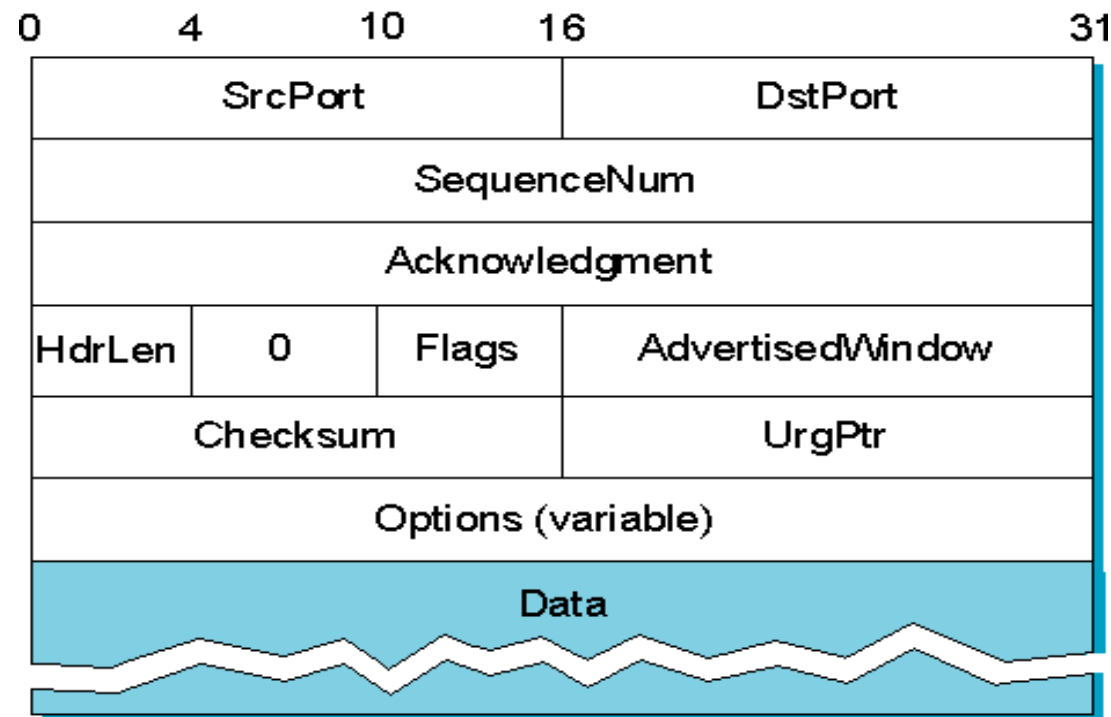 0 4 10 16 31
SrcPort DstPort
SequenceNum
Acknowledgment
HdrLen 0 Flags AdvertisedWindow
Checksum UrgPtr
Options (variable)
Data